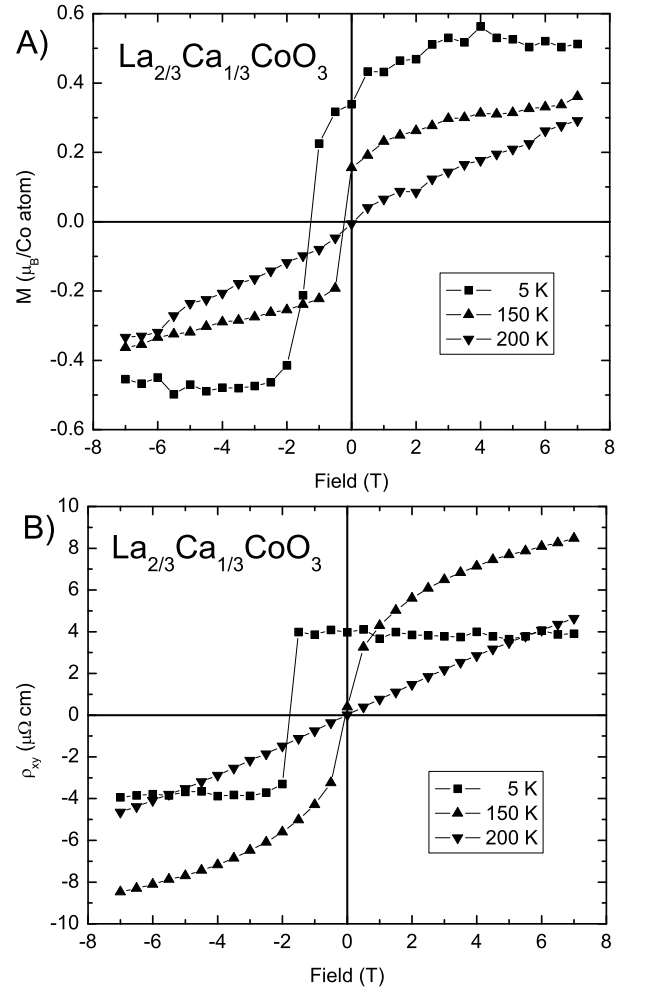 A)
La2/3Ca1/3CoO3
0.6
0.4
0.2
0.0
-0.2
-0.4
-0.6
M (μB/Co atom)
5 K
150 K
200 K
-8 -6 -4 -2 0 2 4 6 8
Field (T)
B)
La2/3Ca1/3CoO3
10
8
6
4
2
0
-2
-4
-6
-8
-10
ρxy (μΩ cm)
5 K
150 K
200 K
-8 -6 -4 -2 0 2 4 6 8
Field (T)